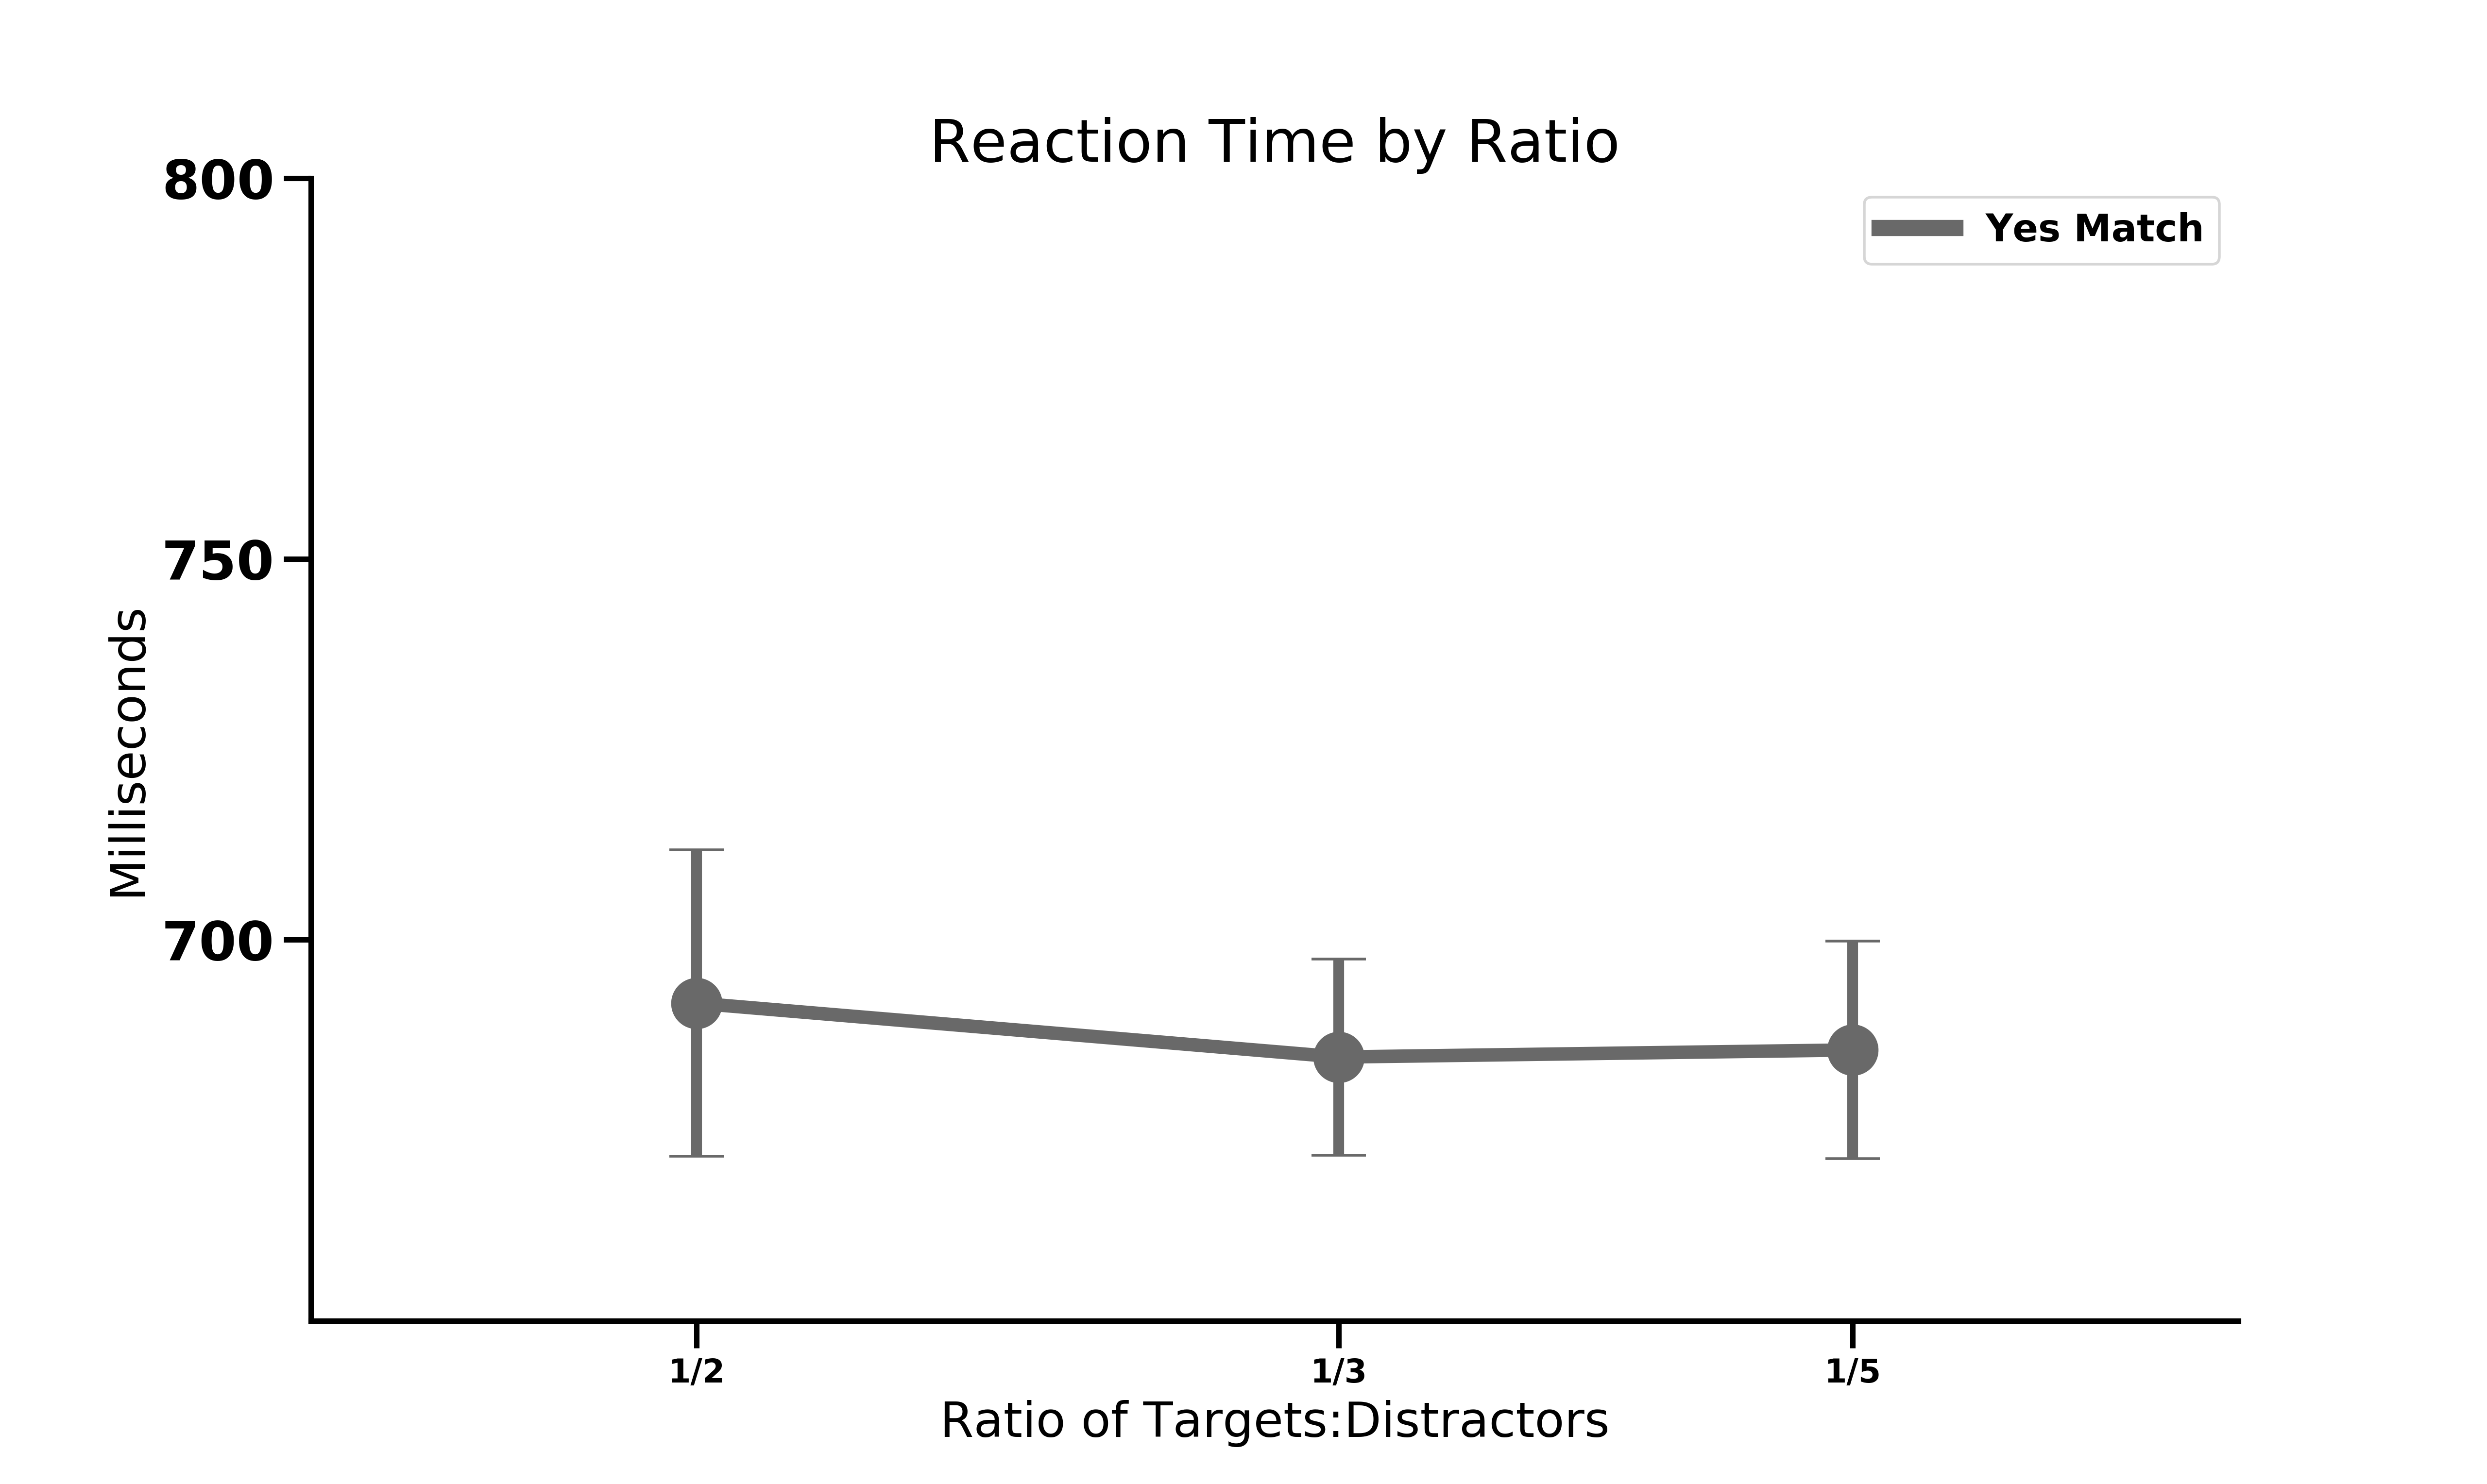 Reaction Time by Ratio
800
Yes Match
750
Milliseconds
700
1/2 1/3 1/5
Ratio of Targets:Distractors